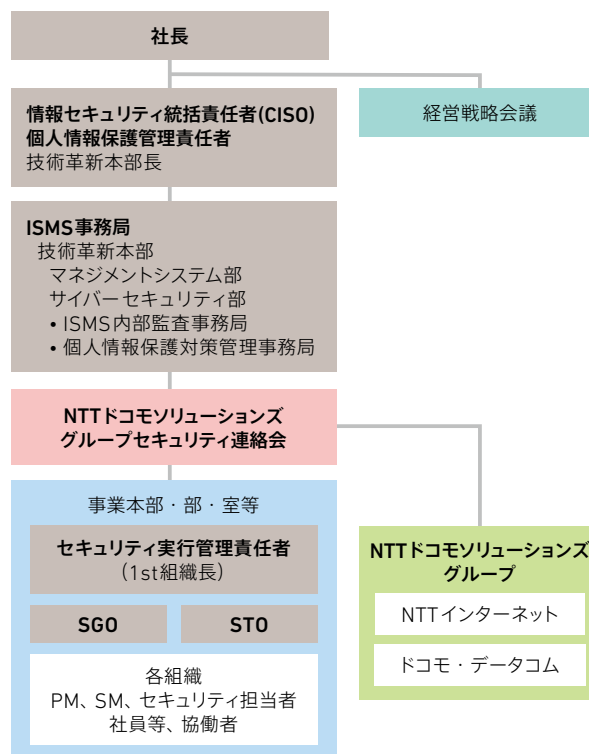 社長
情報セキュリティ統括責任者(CISO)
個人情報保護管理責任者
技術革新本部長
経営戦略会議
ISMS事務局
技術革新本部
マネジメントシステム部
サイバーセキュリティ部
• ISMS内部監査事務局
• 個人情報保護対策管理事務局
NTTドコモソリューションズ
グループセキュリティ連絡会
事業本部・部・室等
セキュリティ実行管理責任者
(1st組織長)
SGO
STO
各組織
PM、SM、セキュリティ担当者
社員等、協働者
NTTドコモソリューションズ
グループ
NTTインターネット
ドコモ・データコム